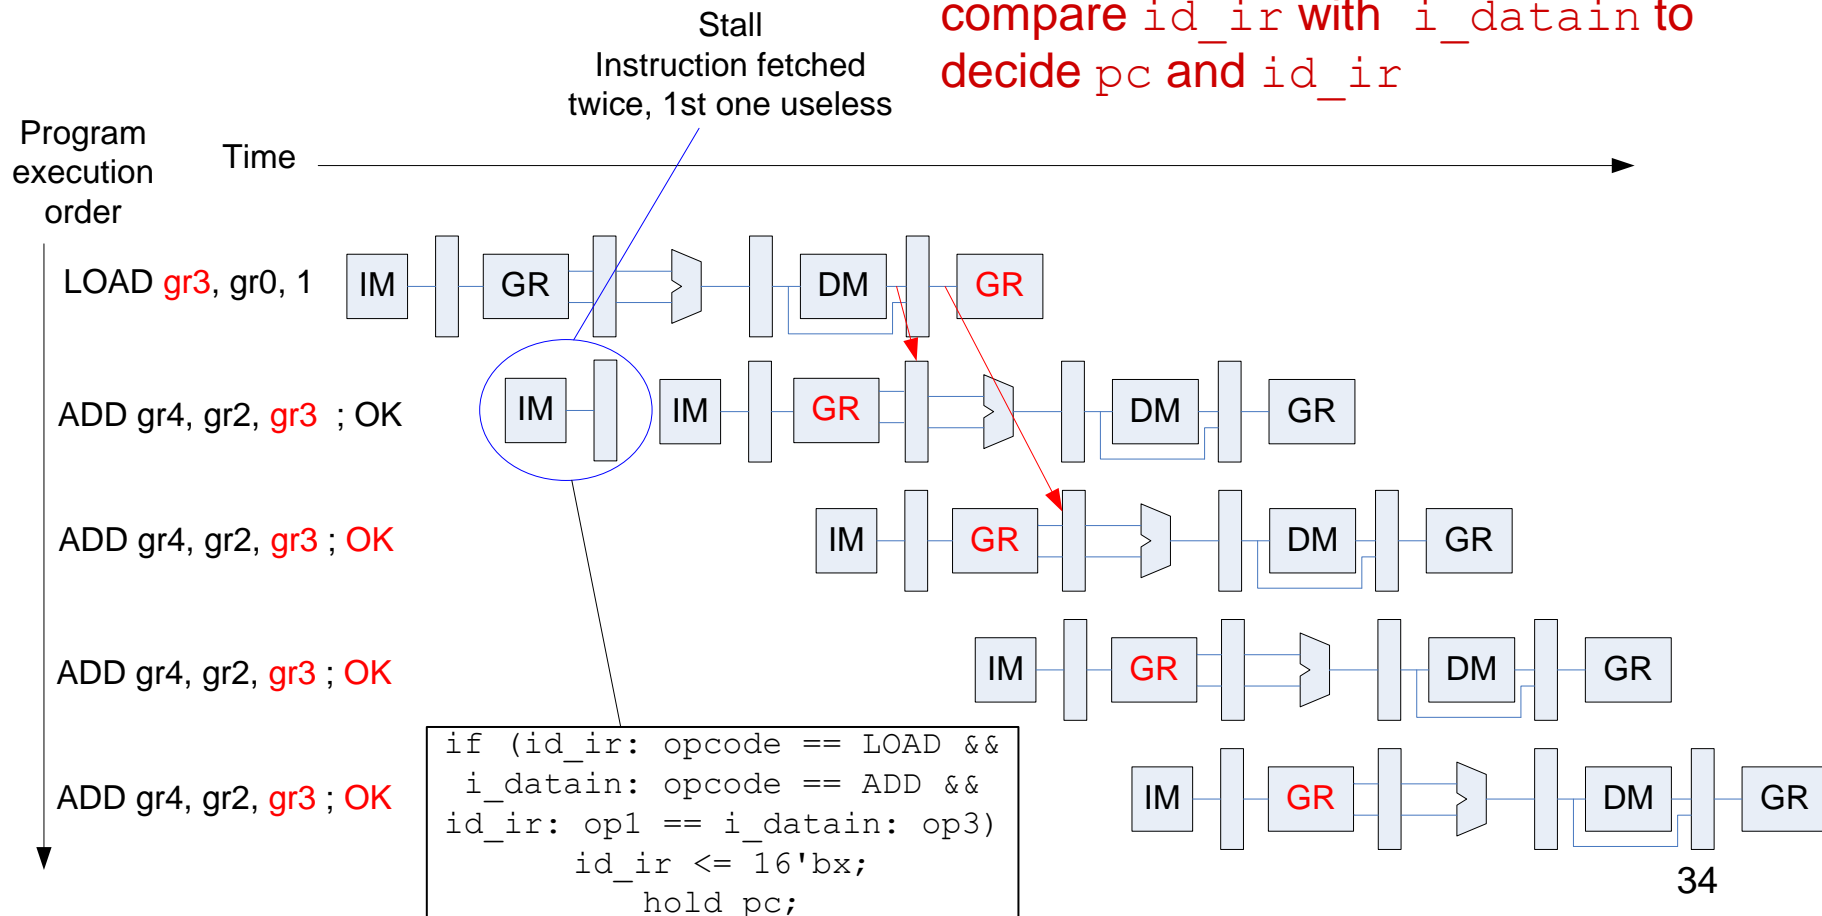 compare id_ir with i_datain to
decide pc and id_ir
Stall
Instruction fetched
twice, 1st one useless
Program
execution
order
Time
LOAD gr3, gr0, 1
IM GR DM GR
ADD gr4, gr2, gr3 ; OK
IM IM GR DM GR
ADD gr4, gr2, gr3 ; OK
IM GR DM GR
ADD gr4, gr2, gr3 ; OK
IM GR DM GR
ADD gr4, gr2, gr3 ; OK
IM GR DM GR
if (id_ir: opcode == LOAD &&
i_datain: opcode == ADD &&
id_ir: op1 == i_datain: op3)
id_ir <= 16'bx;
hold pc;
34